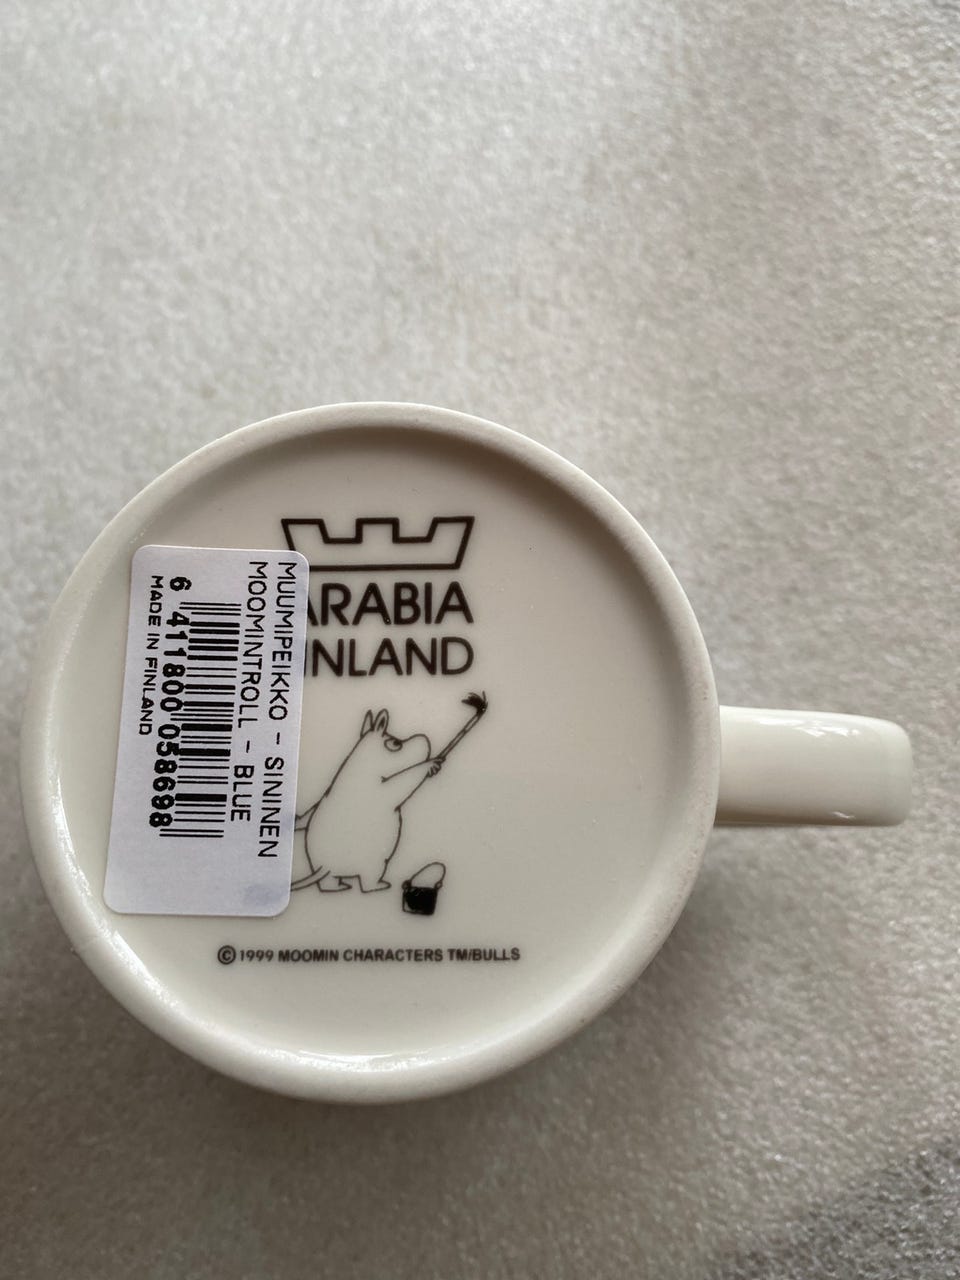 ARABIA
INLAND
© 1999 MOOMIN CHARACTERS TM/BULLS
MUUMIPEIKKO - SININEN
MOOMINTROLL - BLUE
6 411800 058698
MADE IN FINLAND